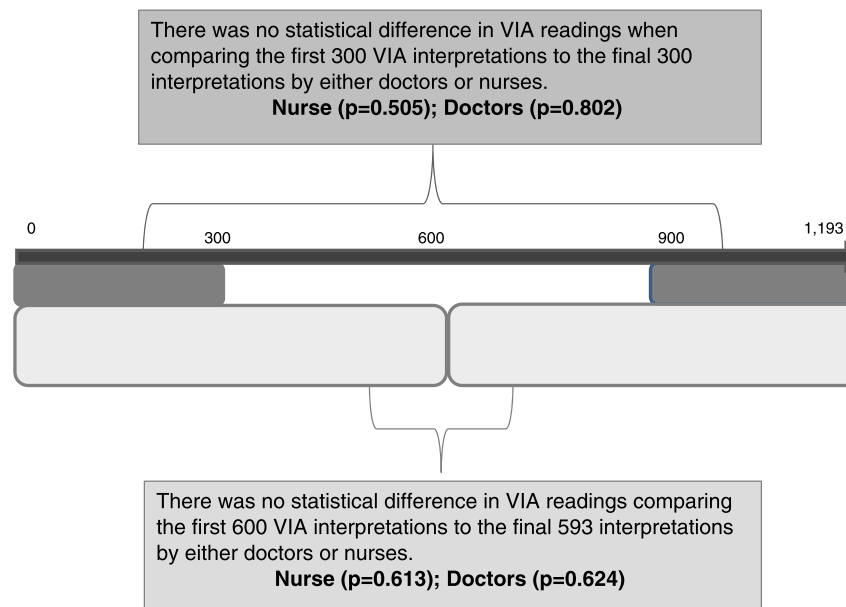 There was no statistical difference in VIA readings when
comparing the first 300 VIA interpretations to the final 300
interpretations by either doctors or nurses.
Nurse (p=0.505); Doctors (p=0.802)
0
300
600
900
1,193
There was no statistical difference in VIA readings comparing
the first 600 VIA interpretations to the final 593 interpretations
by either doctors or nurses.
Nurse (p=0.613); Doctors (p=0.624)